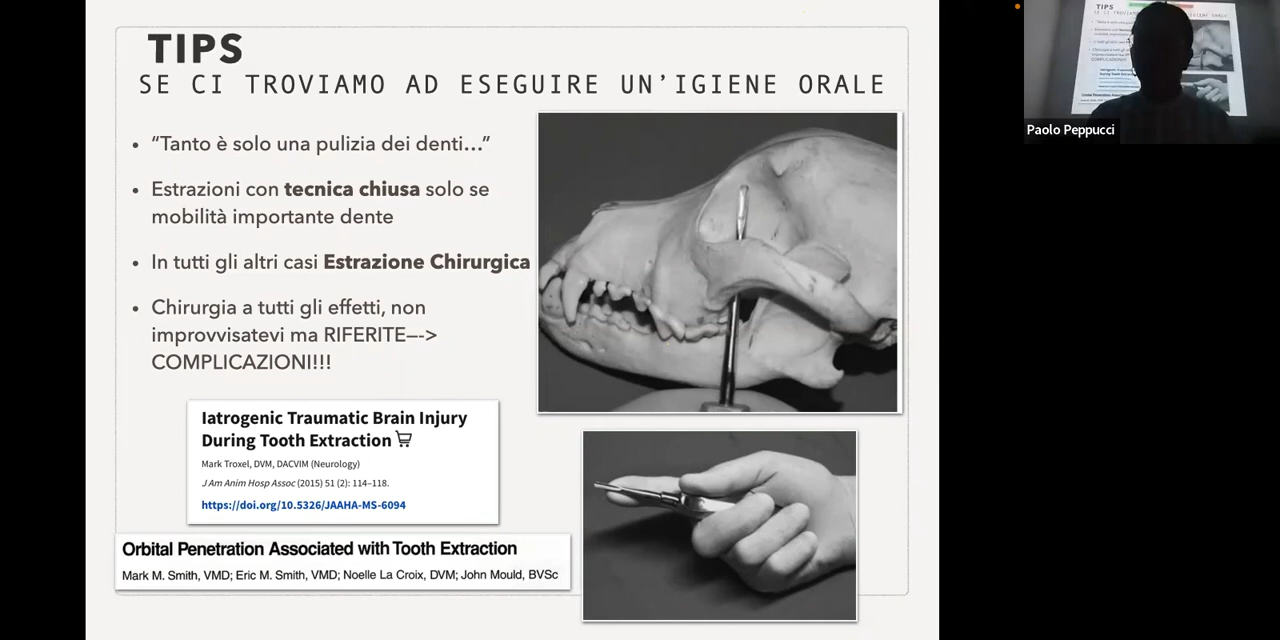 TIPS
SE CI TROVIAMO AD ESEGUIRE UN'IGIENE ORALE
• “Tanto è solo una pulizia dei denti…”
• Estrazioni con tecnica chiusa solo se
mobilità importante dente
• In tutti gli altri casi Estrazione Chirurgica
• Chirurgia a tutti gli effetti, non
improvvisatevi ma RIFERITE—->
COMPLICAZIONI!!!
Iatrogenic Traumatic Brain Injury
During Tooth Extraction
Mark Troxel, DVM, DACVIM (Neurology)
J Am Anim Hosp Assoc (2015) 51 (2): 114–118.
https://doi.org/10.5326/JAAHA-MS-6094
Orbital Penetration Associated with Tooth Extraction
Mark M. Smith, VMD; Eric M. Smith, VMD; Noelle La Croix, DVM; John Mould, BVSc
TIPS
Paolo Peppucci